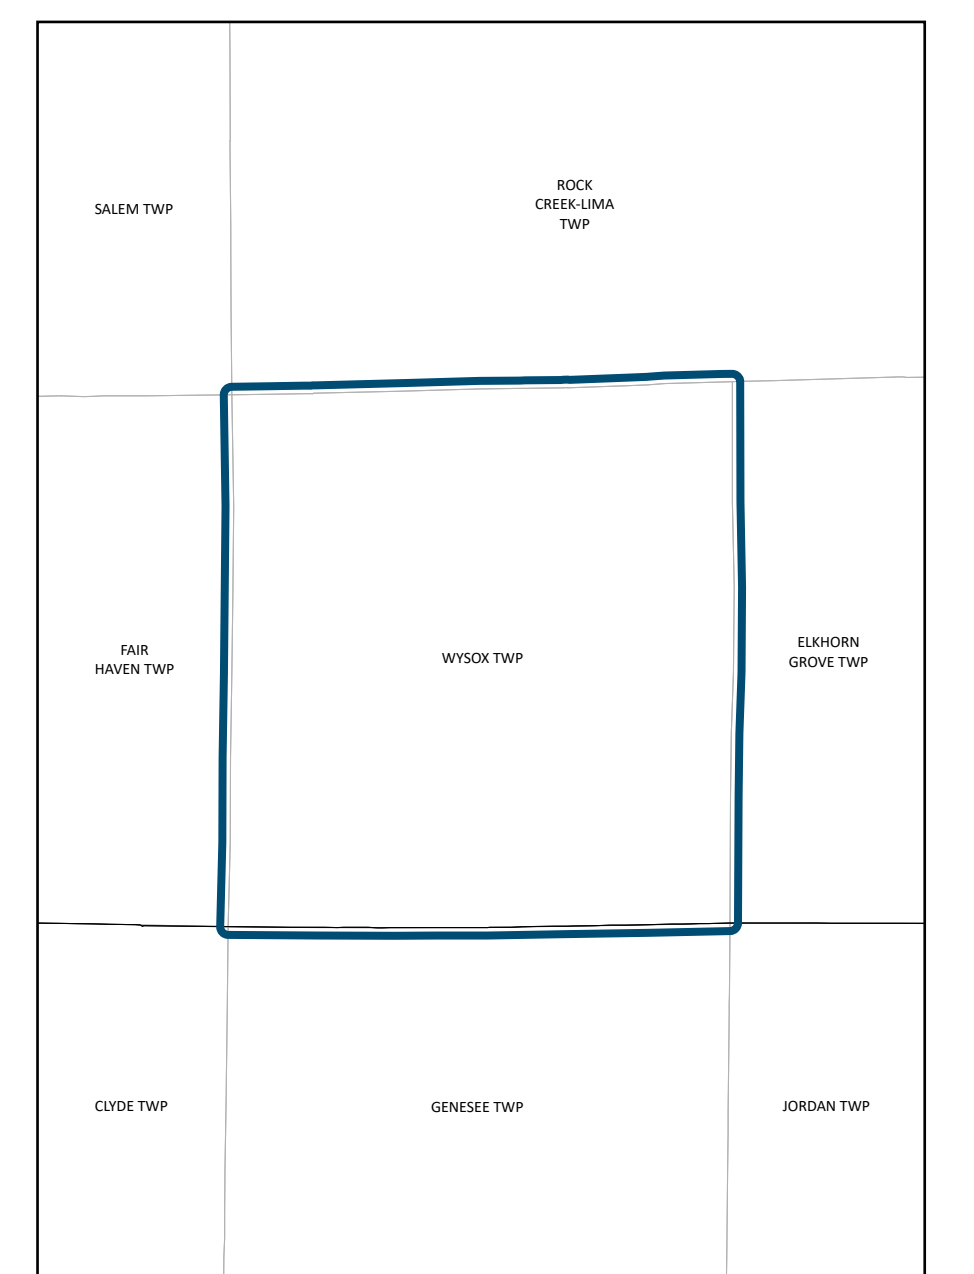 SALEM TWP
ROCK
CREEK-LIMA
TWP
FAIR
HAVEN TWP
WYSOX TWP
ELKHORN
GROVE TWP
CLYDE TWP
GENESEE TWP
JORDAN TWP